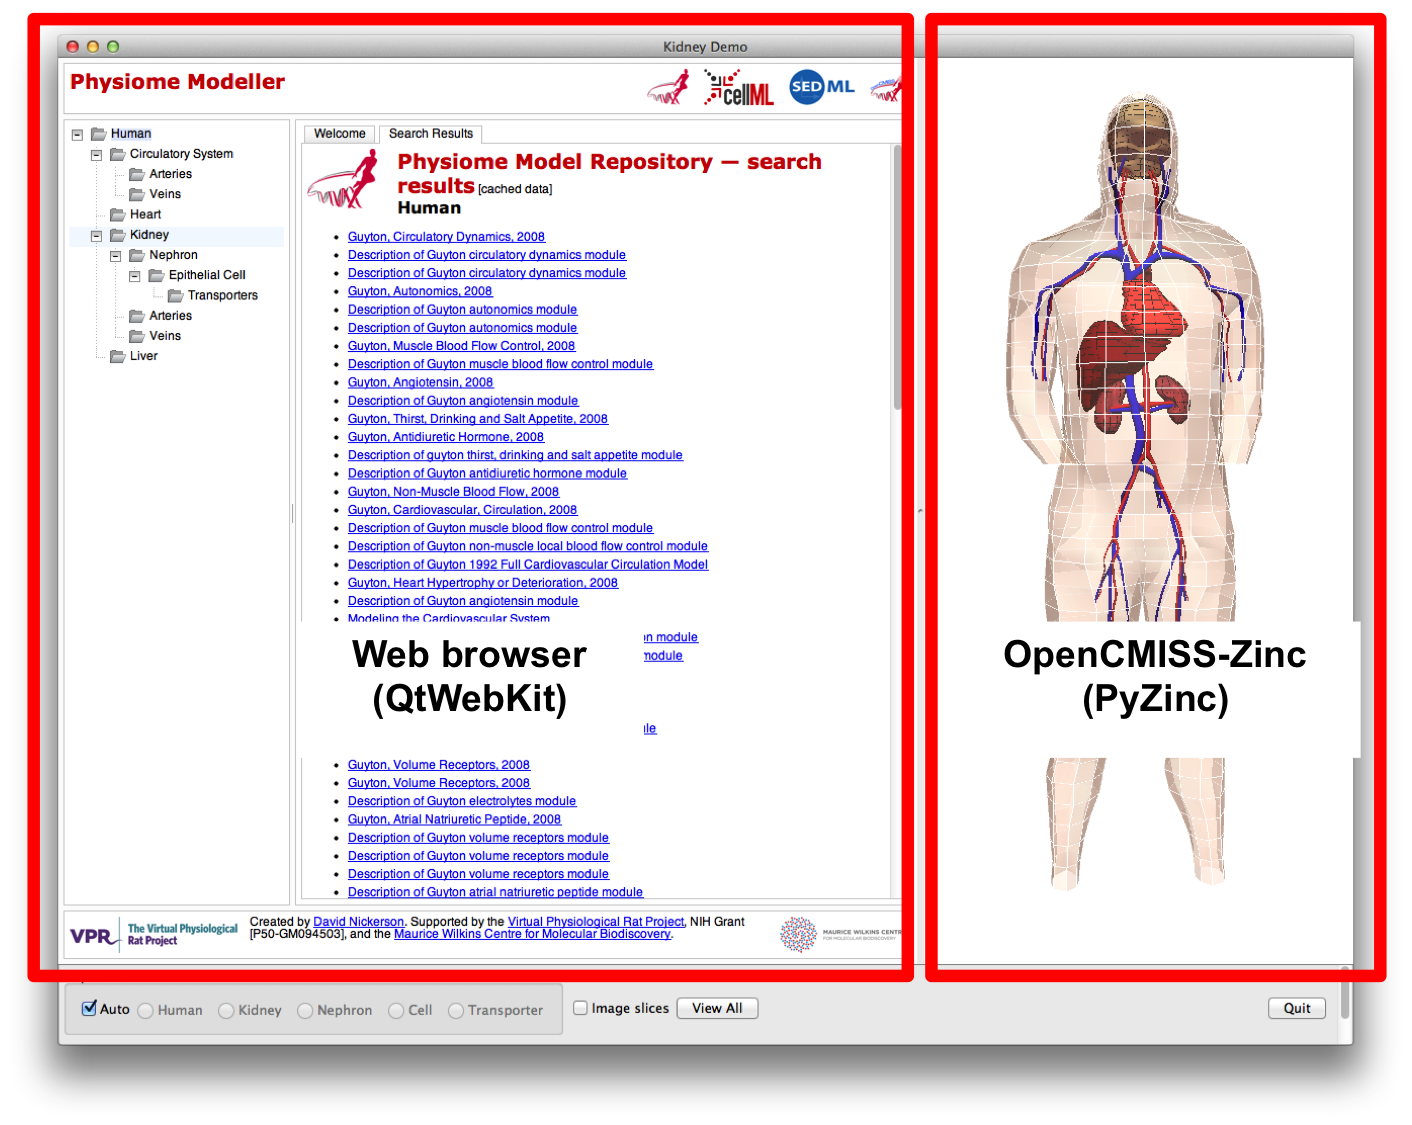 Kidney Demo
Physiome Modeller
cellML
SED ML
Human
Circulatory System
Arteries
Veins
Heart
Kidney
Nephron
Epithelial Cell
Transporters
Arteries
Veins
Liver
Welcome
Search Results
Physiome Model Repository — search
results [cached data]
Human
Guyton, Circulatory Dynamics, 2008
Description of Guyton circulatory dynamics module
Description of Guyton circulatory dynamics module
Guyton, Autonomics, 2008
Description of Guyton autonomics module
Description of Guyton autonomics module
Guyton, Muscle Blood Flow Control, 2008
Description of Guyton muscle blood flow control module
Guyton, Angiotensin, 2008
Description of Guyton angiotensin module
Guyton, Thirst, Drinking and Salt Appetite, 2008
Guyton, Antidiuretic Hormone, 2008
Description of guyton thirst, drinking and salt appetite module
Description of Guyton antidiuretic hormone module
Guyton, Non-Muscle Blood Flow, 2008
Guyton, Cardiovascular, Circulation, 2008
Description of Guyton muscle blood flow control module
Description of Guyton non-muscle local blood flow control module
Description of Guyton 1992 Full Cardiovascular Circulation Model
Guyton, Heart Hypertrophy or Deterioration, 2008
Description of Guyton angiotensin module
Modeling the Cardiovascular System
module
module
Web browser
(QtWebKit)
Guyton, Volume Receptors, 2008
Guyton, Volume Receptors, 2008
Description of Guyton electrolytes module
Guyton, Atrial Natriuretic Peptide, 2008
Description of Guyton volume receptors module
Description of Guyton volume receptors module
Description of Guyton volume receptors module
Description of Guyton atrial natriuretic peptide module
OpenCMISS-Zinc
(PyZinc)
VPR
The Virtual Physiological
Rat Project
Created by David Nickerson. Supported by the Virtual Physiological Rat Project, NIH Grant
[P50-GM094503], and the Maurice Wilkins Centre for Molecular Biodiscovery.
MAURICE WILKINS CENTR
FOR MOLECULAR BIODISCOVERY
Auto
Human
Kidney
Nephron
Cell
Transporter
Image slices
View All
Quit